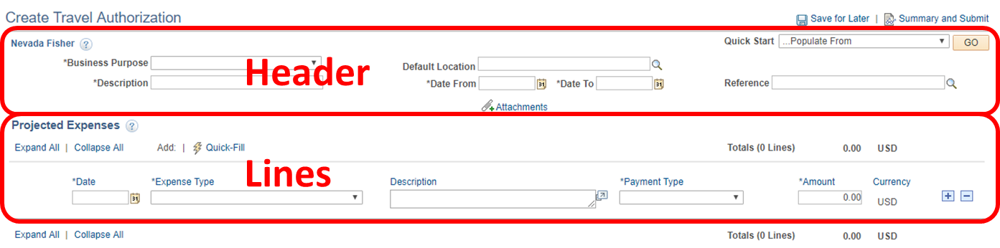 Create Travel Authorization
Save for Later | Summary and Submit
Nevada Fisher ?
Quick Start ...Populate From GO
*Business Purpose
Default Location
*Description
*Date From 31 *Date To 31
Reference
Header
Attachments
Projected Expenses ?
Expand All | Collapse All Add: | Quick-Fill Totals (0 Lines) 0.00 USD
Lines
*Date *Expense Type Description *Payment Type *Amount Currency
31 0.00 USD
Expand All | Collapse All Totals (0 Lines) 0.00 USD